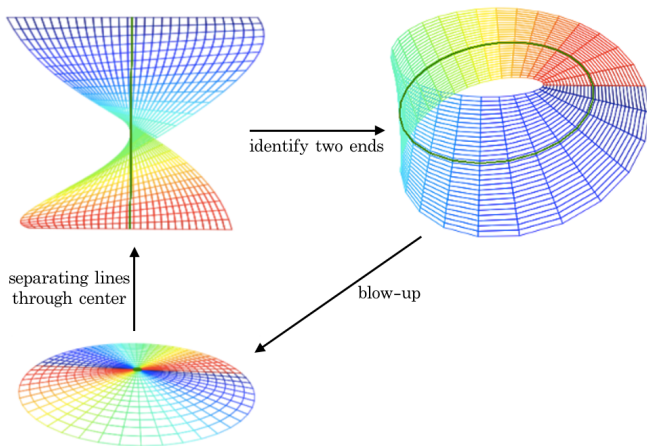 identify two ends
separating lines
through center
blow-up